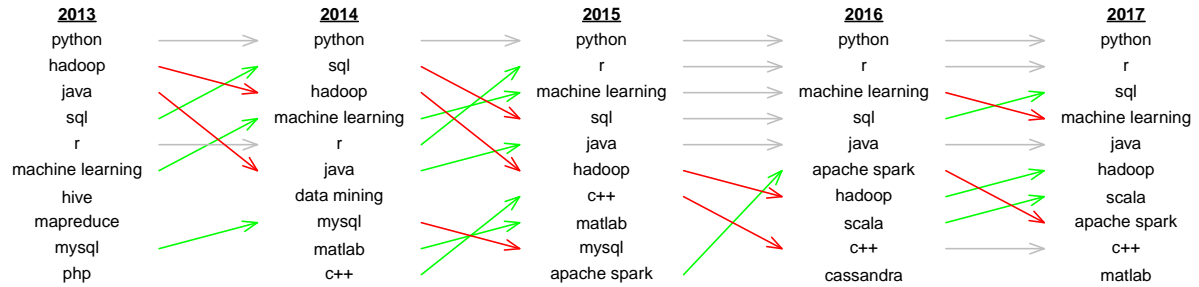 2013 2014 2015 2016 2017
python python python python python
hadoop sql r r r
java hadoop machine learning machine learning sql
sql machine learning sql sql machine learning
r r java java java
machine learning java hadoop apache spark hadoop
hive data mining c++ hadoop scala
mapreduce mysql matlab scala apache spark
mysql matlab mysql c++ c++
php c++ apache spark cassandra matlab